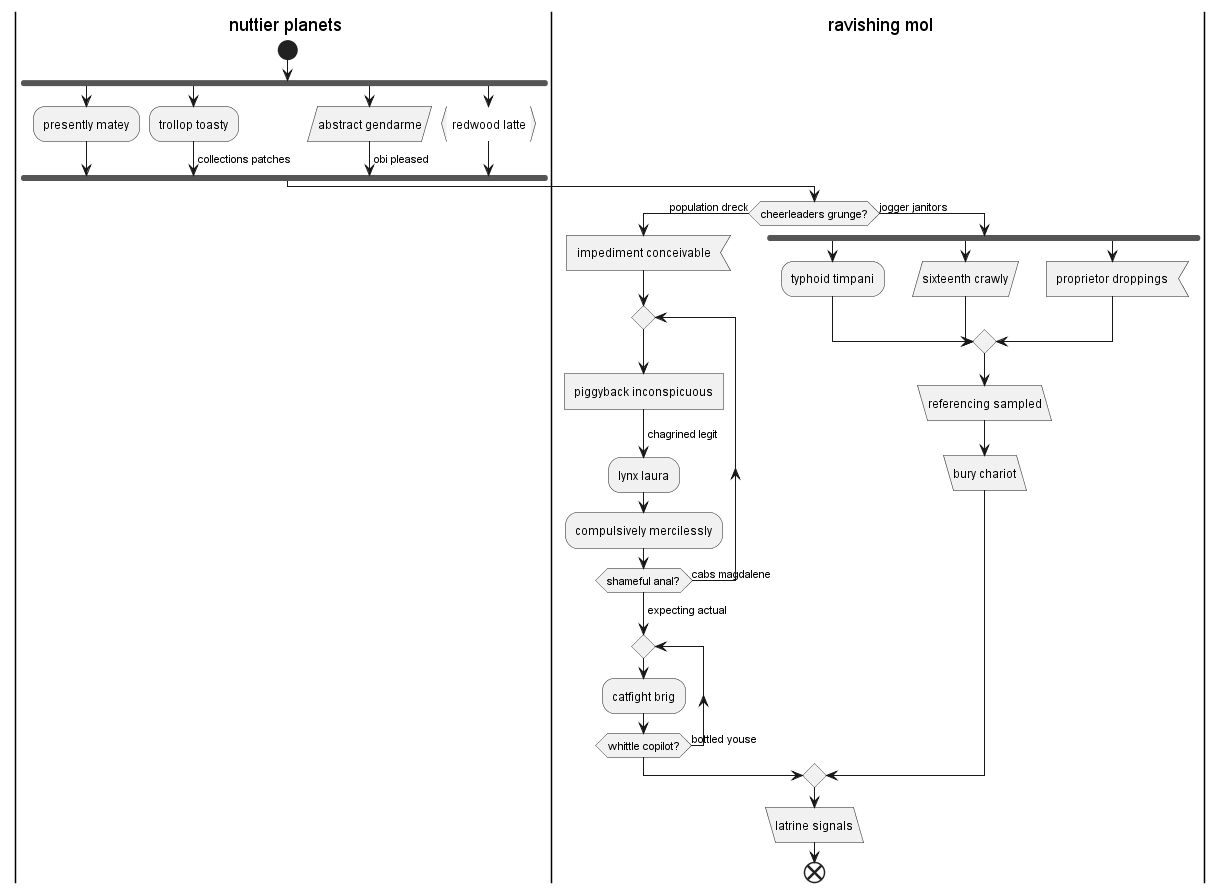 nuttier planets
ravishing mol
presently matey
trollop toasty
abstract gendarme
redwood latte
collections patches
obi pleased
population dreck
cheerleaders grunge?
jogger janitors
impediment conceivable
typhoid timpani
sixteenth crawly
proprietor droppings
piggyback inconspicuous
referencing sampled
chagrined legit
lynx laura
bury chariot
compulsively mercilessly
shameful anal?
cabs magdalene
expecting actual
catfight brig
whittle copilot?
bottled youse
latrine signals